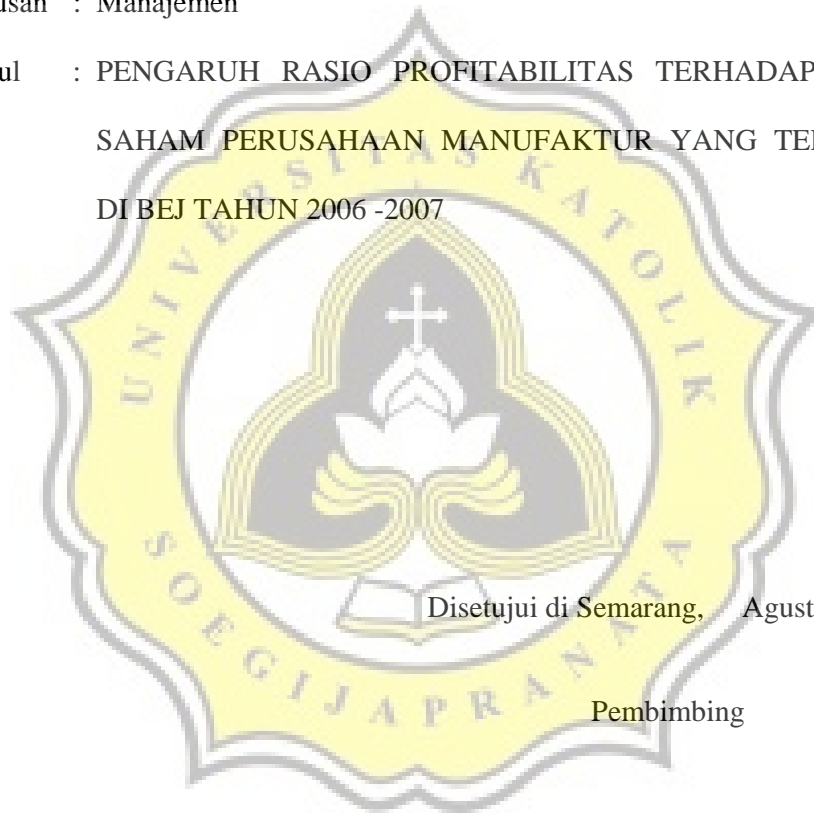 usan : Manajemen
ul : PENGARUH RASIO PROFITABILITAS TERHADAP
SAHAM PERUSAHAAN MANUFAKTUR YANG TE
DI BEJ TAHUN 2006 -2007
UNIVERSITAS KATOLIK
SOEGIJAPRANATA
Disetujui di Semarang, Agust
Pembimbing